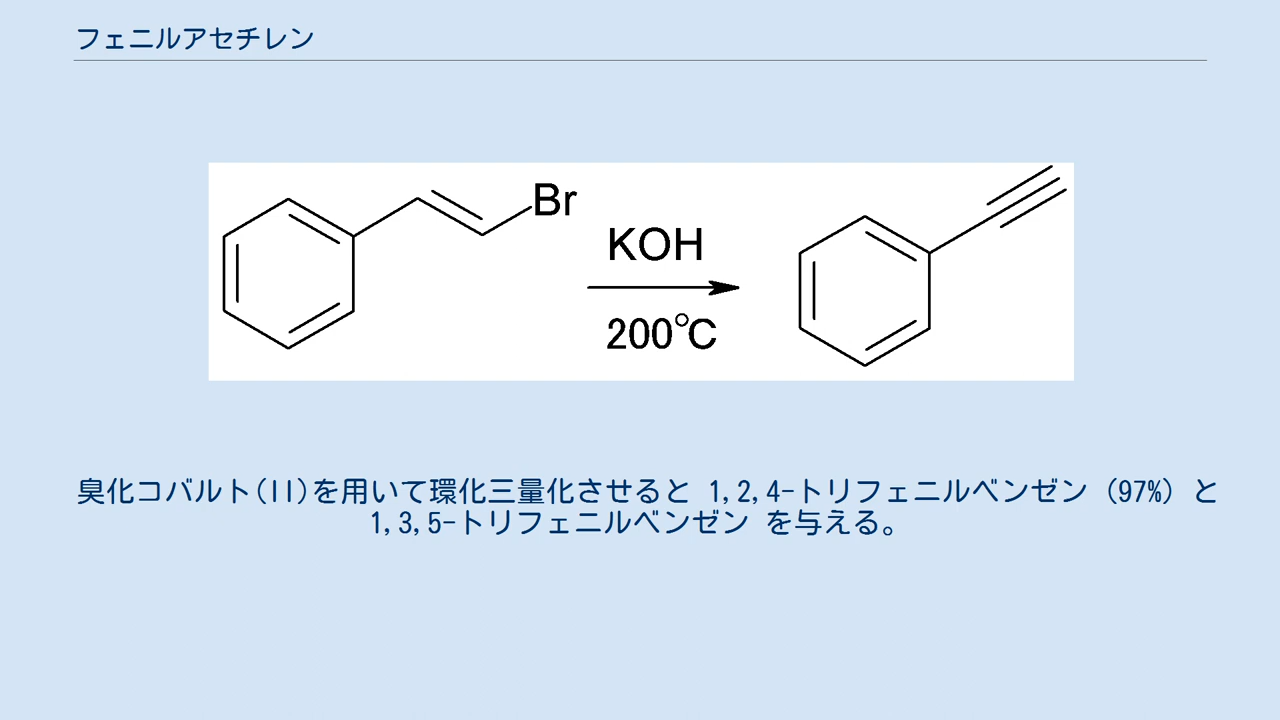 フェニルアセチレン
Br
KOH
200℃
臭化コバルト(II)を用いて環化三量化させると 1,2,4-トリフェニルベンゼン (97%) と
1,3,5-トリフェニルベンゼン を与える。